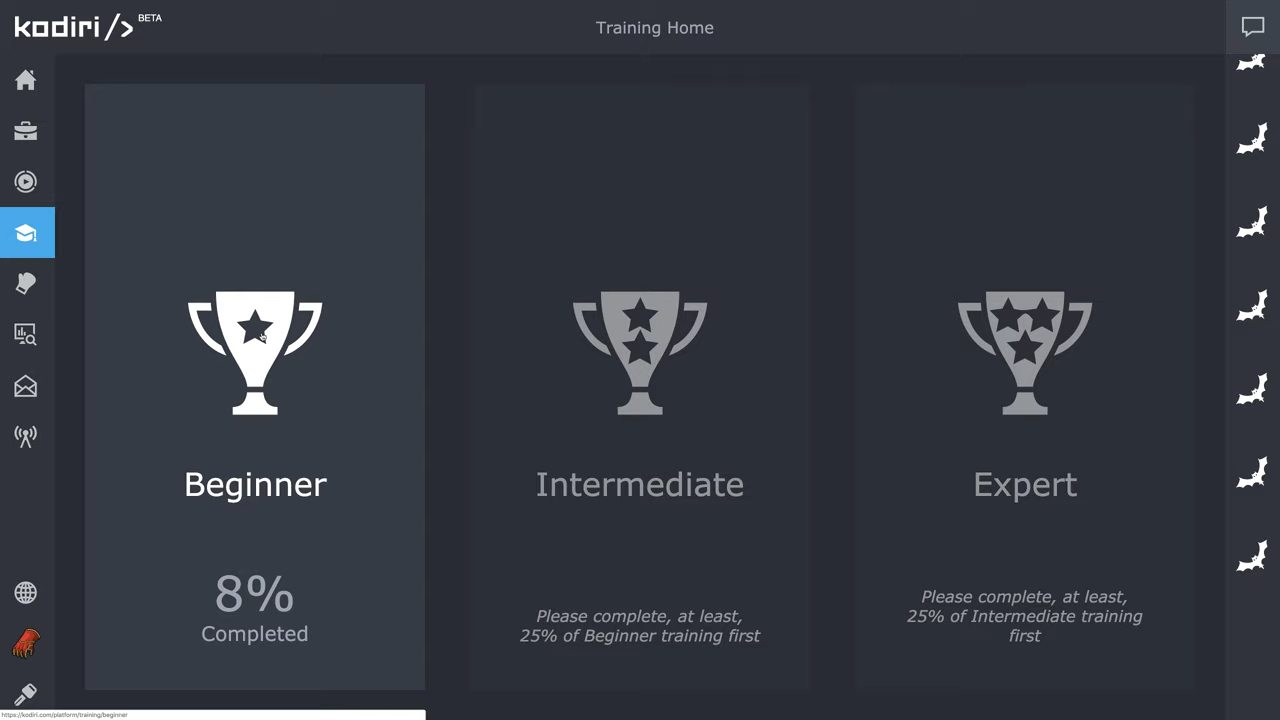 kodiri/> BETA
Training Home
Beginner
8%
Completed
Intermediate
Please complete, at least,
25% of Beginner training first
Expert
Please complete, at least,
25% of Intermediate training
first
https://kodiri.com/platform/training/beginner